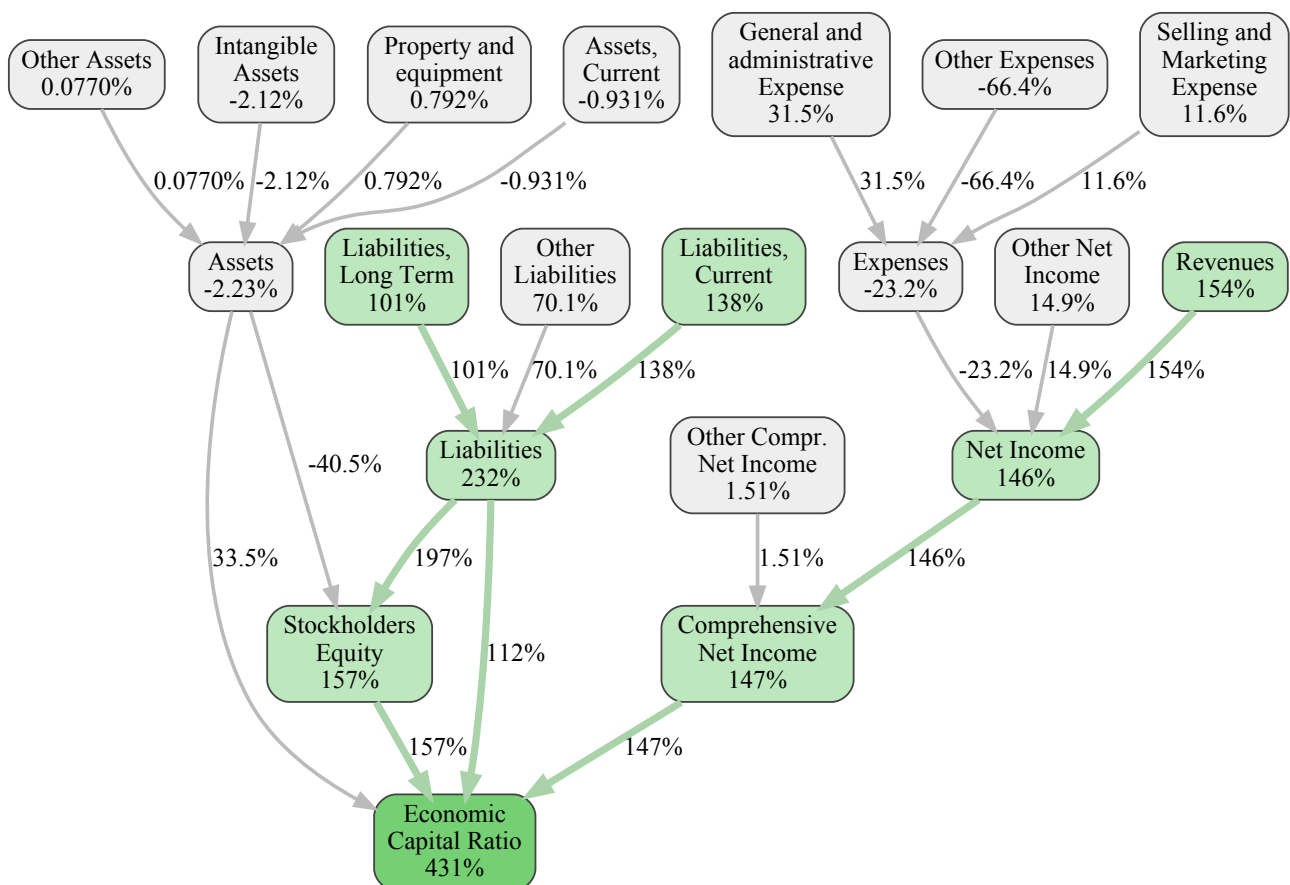 Other Assets
0.0770%
Intangible
Assets
-2.12%
Property and
equipment
0.792%
Assets,
Current
-0.931%
General and
administrative
Expense
31.5%
Other Expenses
-66.4%
Selling and
Marketing
Expense
11.6%
0.0770%
-2.12%
0.792%
-0.931%
31.5%
-66.4%
11.6%
Assets
-2.23%
Liabilities,
Long Term
101%
Other
Liabilities
70.1%
Liabilities,
Current
138%
Expenses
-23.2%
Other Net
Income
14.9%
Revenues
154%
101%
70.1%
138%
-23.2%
14.9%
154%
-40.5%
Liabilities
232%
Other Compr.
Net Income
1.51%
Net Income
146%
33.5%
197%
1.51%
146%
Stockholders
Equity
157%
112%
Comprehensive
Net Income
147%
157%
147%
Economic
Capital Ratio
431%